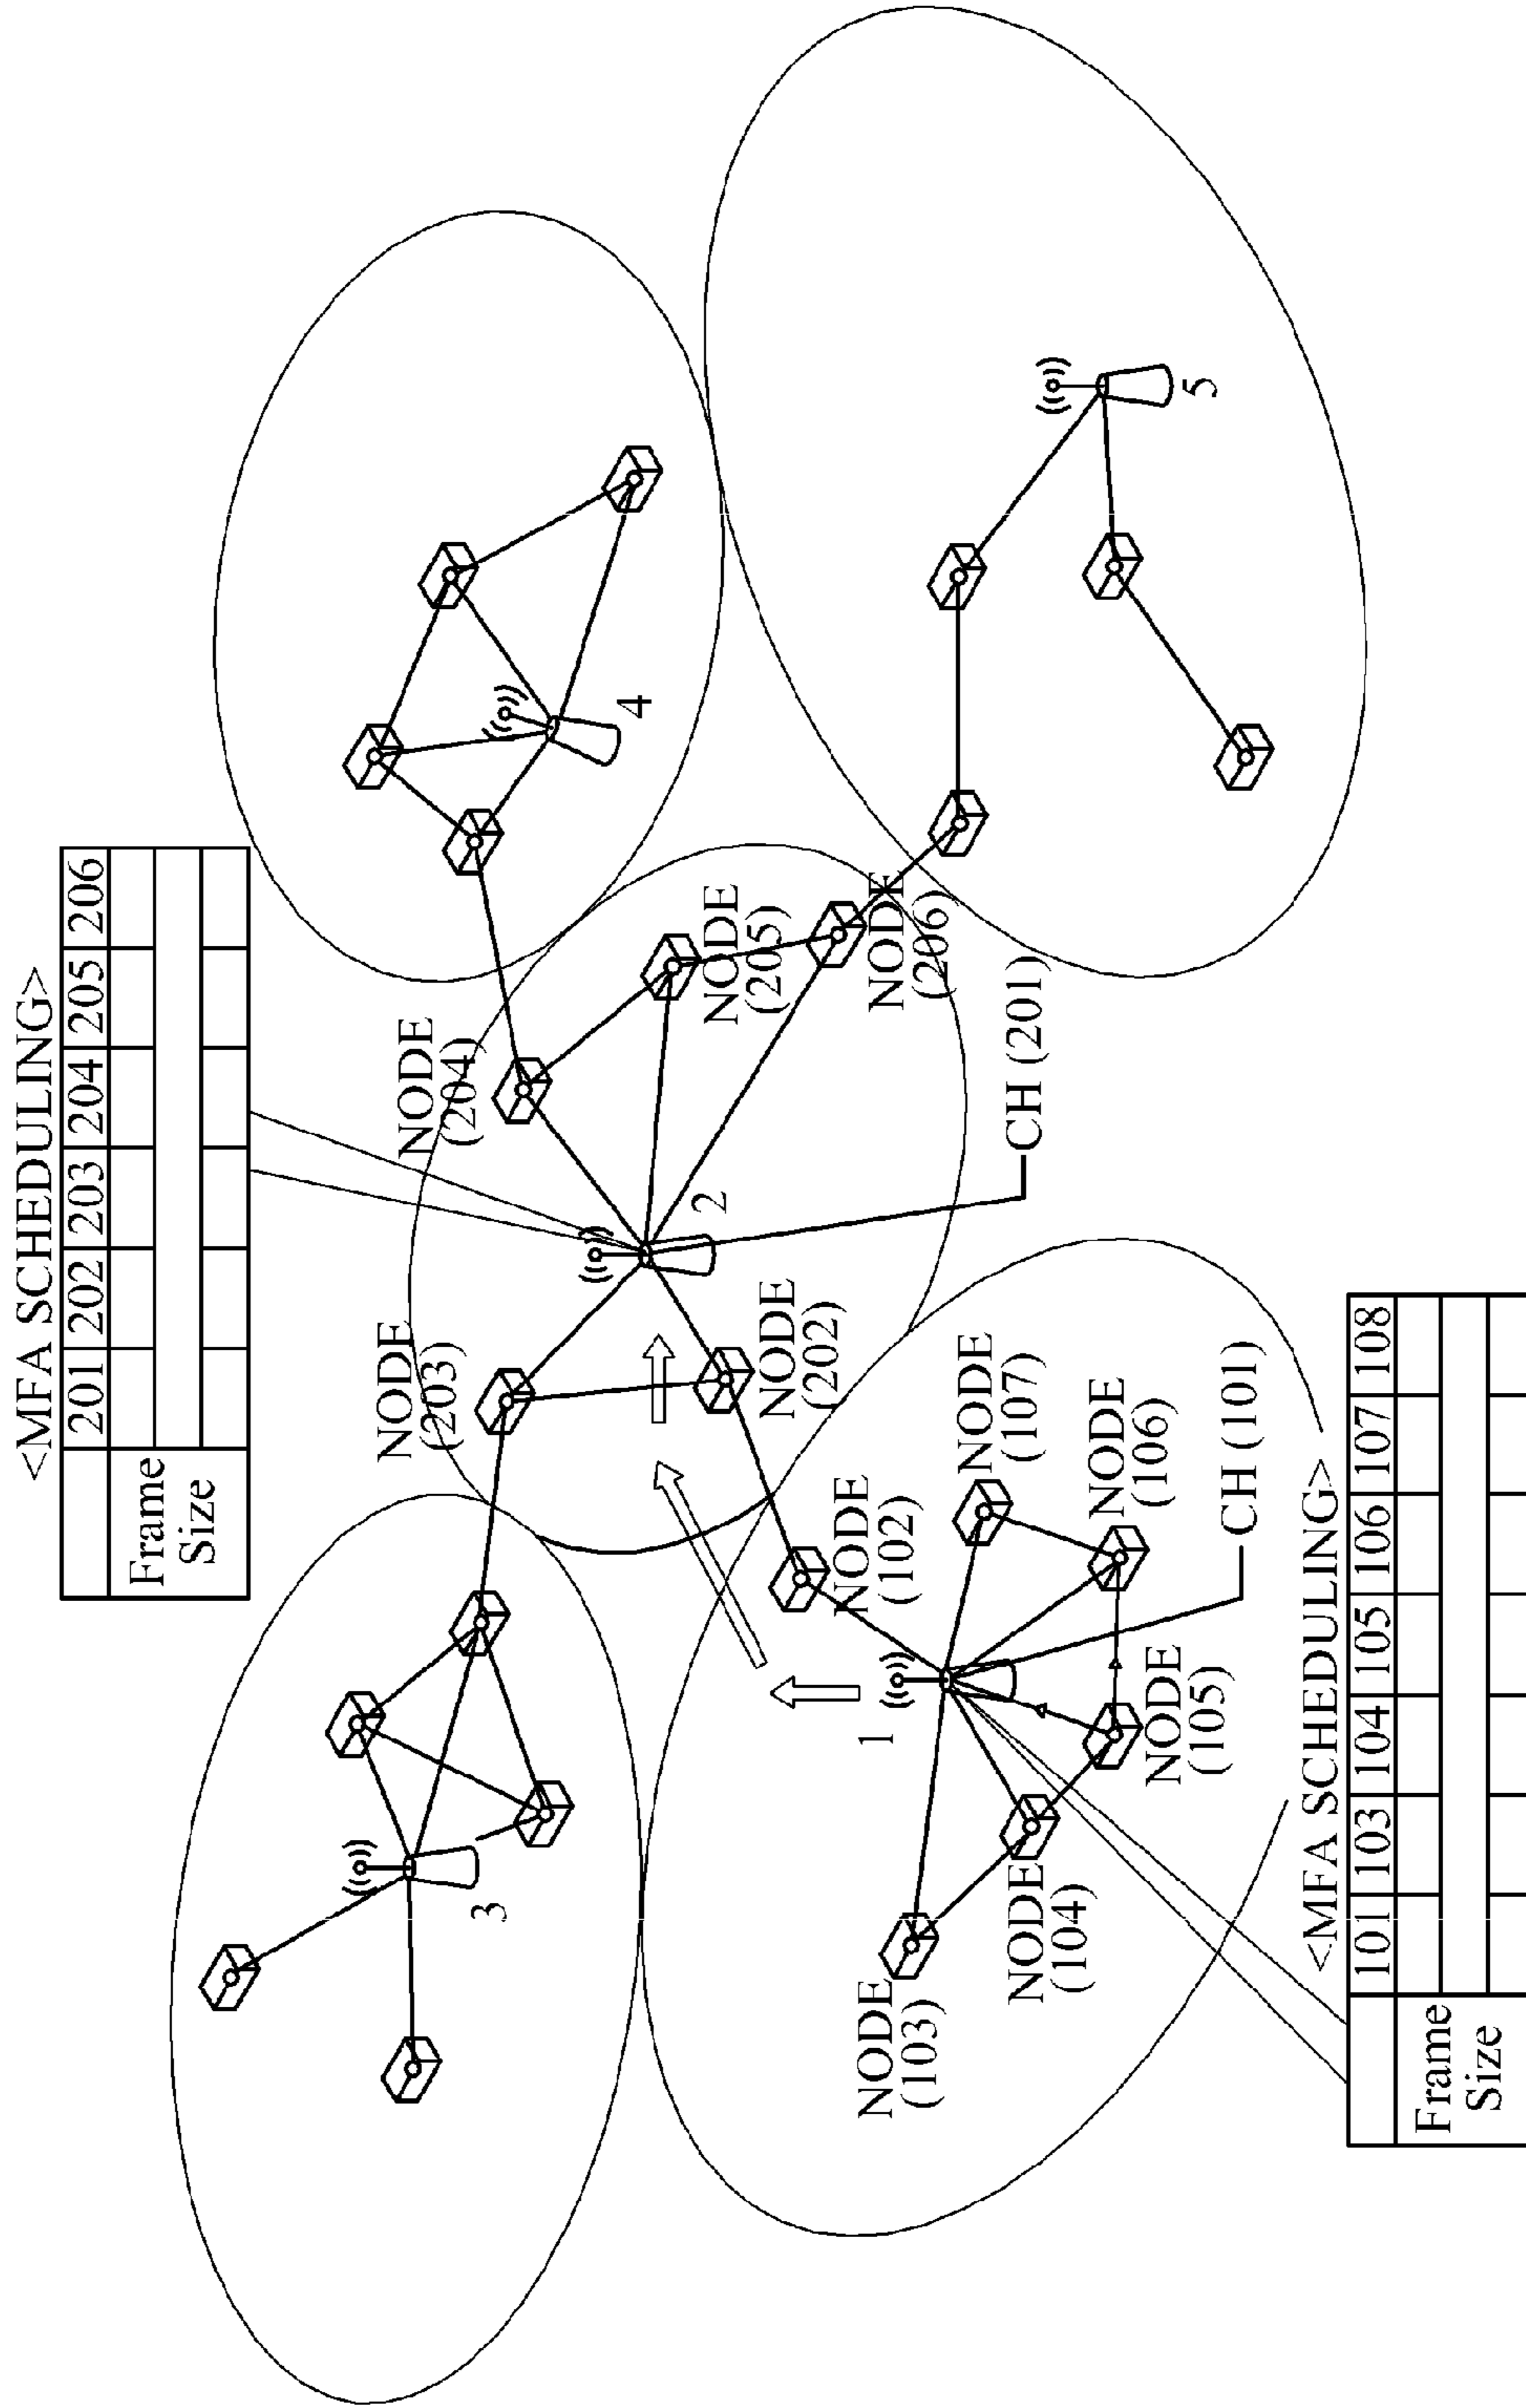 <MFA SCHEDULING>
201 202 203 204 205 206
Frame
Size
NODE
(203)
NODE
(204)
3
4
2
NODE
(202)
NODE
(205)
NODE
(206)
CH (201)
5
NODE
(103)
1
NODE
(102)
NODE
(107)
NODE
(104)
NODE
(105)
NODE
(106)
CH (101)
<MFA SCHEDULING>
101 103 104 105 106 107 108
Frame
Size